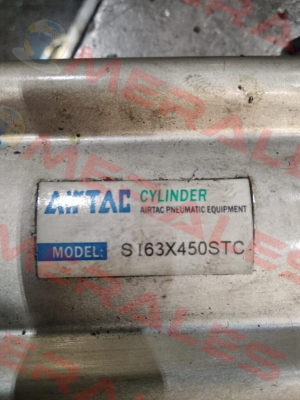 AIRTAC CYLINDER
AIRTAC PNEUMATIC EQUIPMENT
MODEL: SI63X450STC